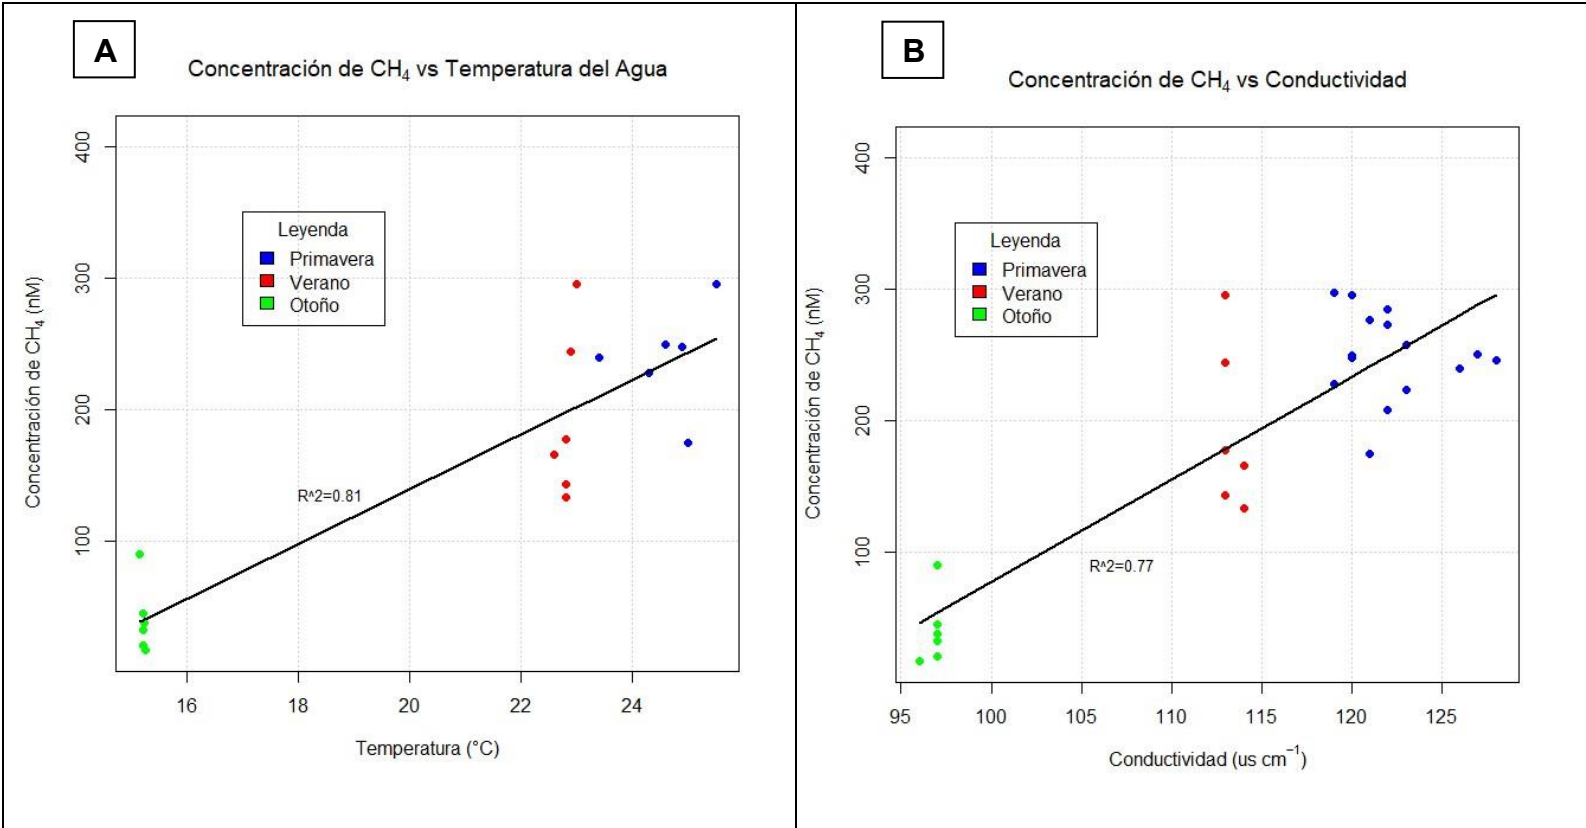 A
Concentración de CH₄ vs Temperatura del Agua
400
300
200
100
Concentración de CH₄ (nM)
Leyenda
Primavera
Verano
Otoño
R^2=0.81
16 18 20 22 24
Temperatura (°C)
B
Concentración de CH₄ vs Conductividad
400
300
200
100
Concentración de CH₄ (nM)
Leyenda
Primavera
Verano
Otoño
R^2=0.77
95 100 105 110 115 120 125
Conductividad (us cm⁻¹)